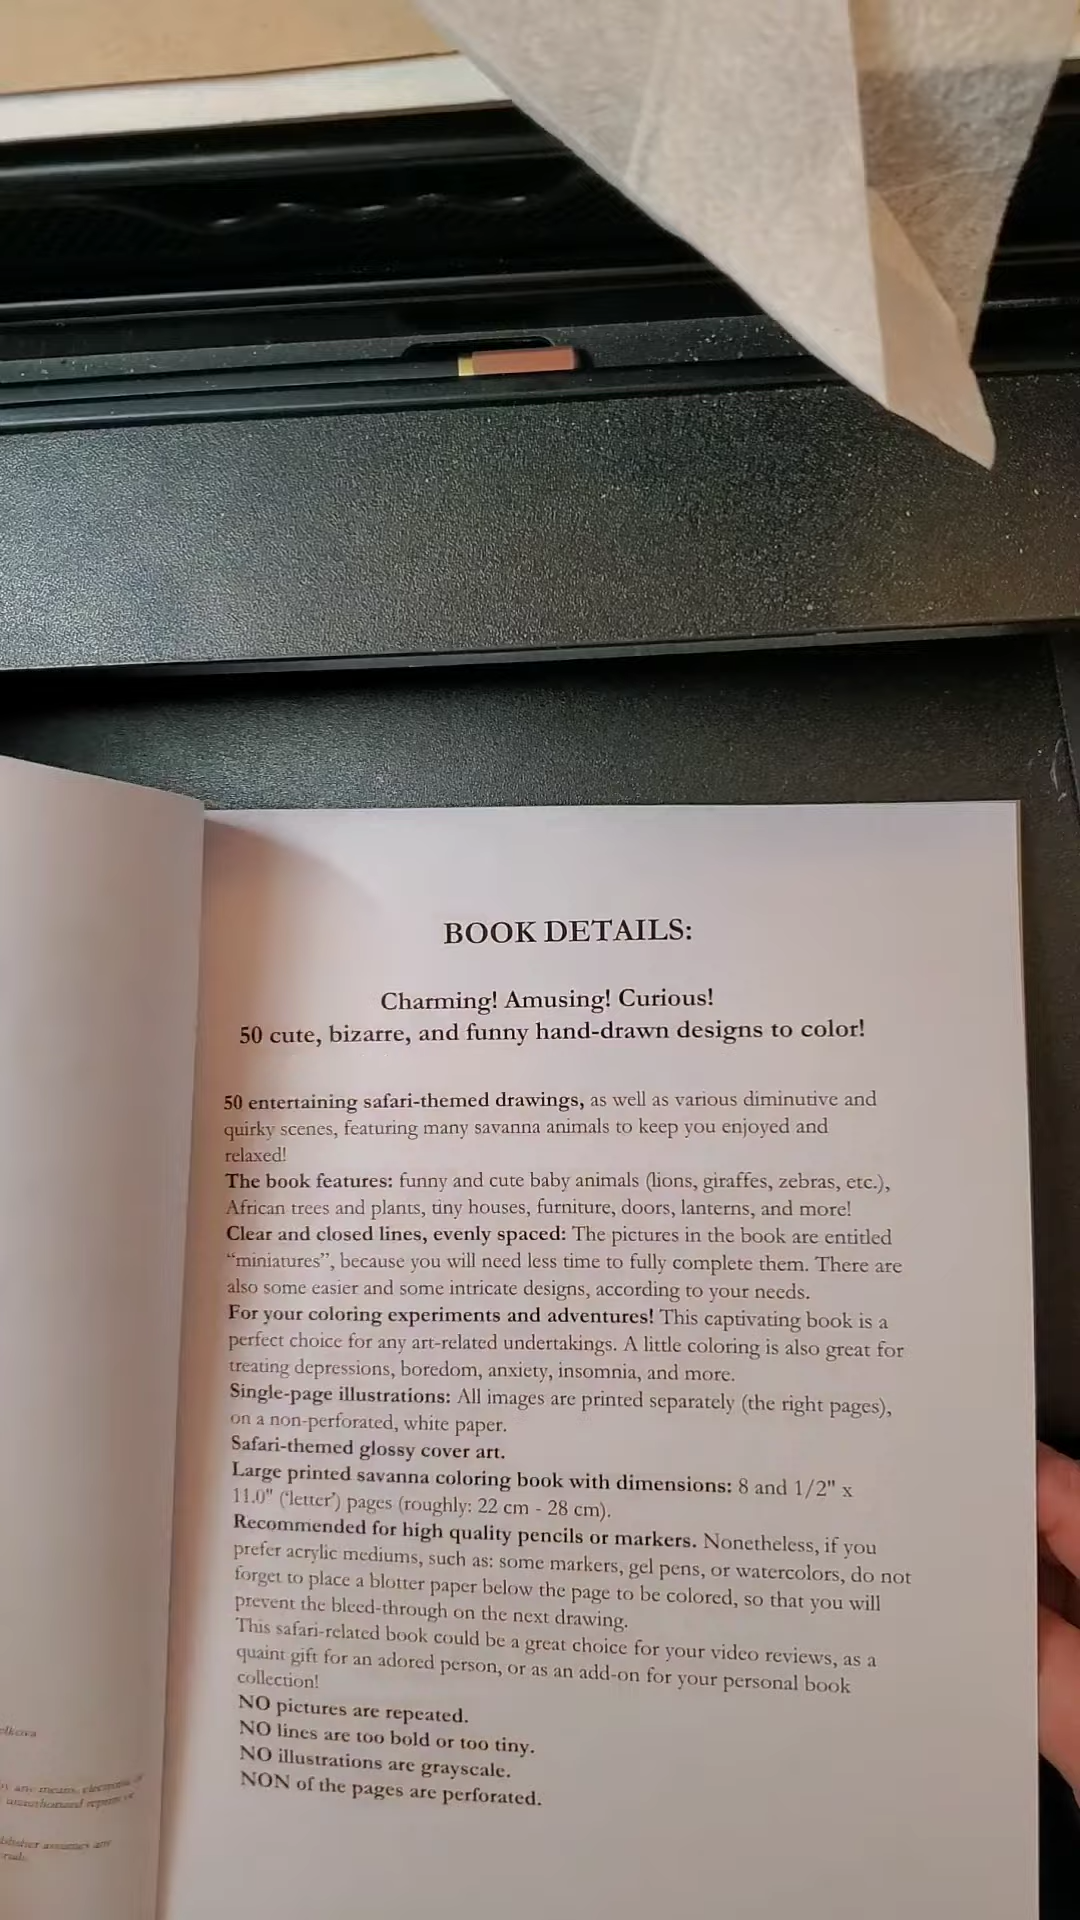 BOOK DETAILS:
Charming! Amusing! Curious!
50 cute, bizarre, and funny hand-drawn designs to color!
50 entertaining safari-themed drawings, as well as various diminutive and
quirky scenes, featuring many savanna animals to keep you enjoyed and
relaxed!
The book features: funny and cute baby animals (lions, giraffes, zebras, etc.),
African trees and plants, tiny houses, furniture, doors, lanterns, and more!
Clear and closed lines, evenly spaced: The pictures in the book are entitled
“miniatures”, because you will need less time to fully complete them. There are
also some easier and some intricate designs, according to your needs.
For your coloring experiments and adventures! This captivating book is a
perfect choice for any art-related undertakings. A little coloring is also great for
treating depressions, boredom, anxiety, insomnia, and more.
Single-page illustrations: All images are printed separately (the right pages),
on a non-perforated, white paper.
Safari-themed glossy cover art.
Large printed savanna coloring book with dimensions: 8 and 1/2" x
11.0" (‘letter’) pages (roughly: 22 cm - 28 cm).
Recommended for high quality pencils or markers. Nonetheless, if you
prefer acrylic mediums, such as: some markers, gel pens, or watercolors, do not
forget to place a blotter paper below the page to be colored, so that you will
prevent the bleed-through on the next drawing.
This safari-related book could be a great choice for your video reviews, as a
quaint gift for an adored person, or as an add-on for your personal book
collection!
NO pictures are repeated.
NO lines are too bold or too tiny.
NO illustrations are grayscale.
NON of the pages are perforated.
any means, electronic or
unauthorized reprints or
assumes any